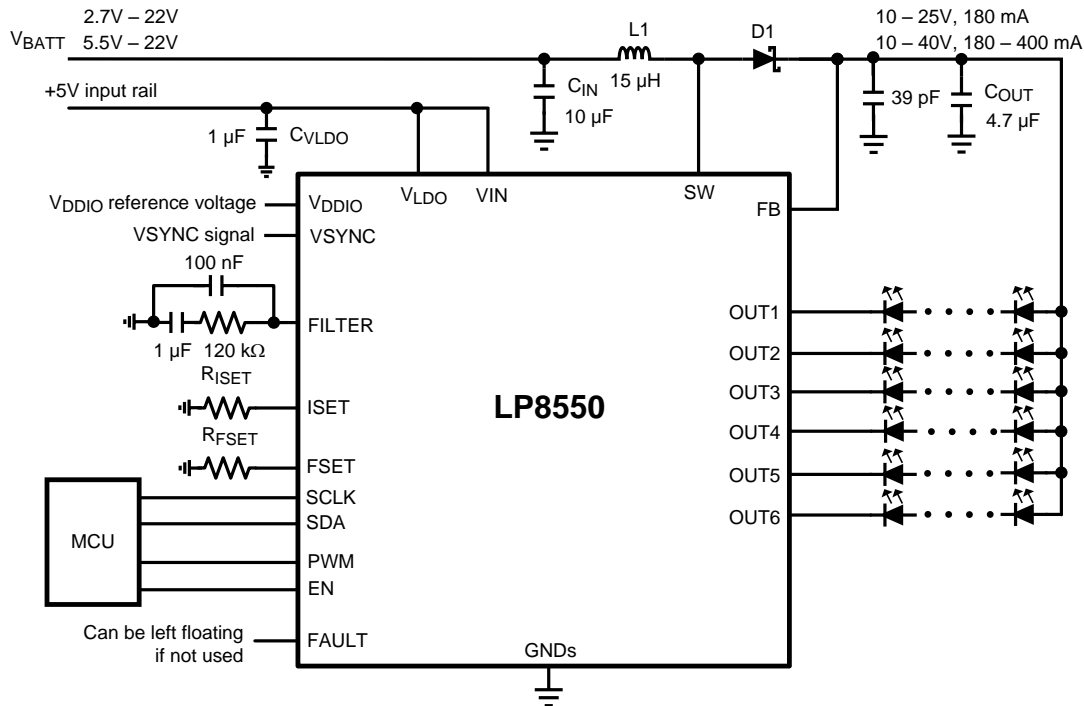 2.7V – 22V
VBATT 5.5V – 22V
L1
D1
10 – 25V, 180 mA
10 – 40V, 180 – 400 mA
15 µH
CIN
10 µF
39 pF
COUT
4.7 µF
+5V input rail
1 µF
CVLDO
VLDO
VIN
SW
FB
VDDIO reference voltage
VDDIO
VSYNC signal
VSYNC
100 nF
FILTER
1 µF
120 kΩ
RISET
ISET
RFSET
FSET
LP8550
OUT1
OUT2
OUT3
OUT4
OUT5
OUT6
MCU
SCLK
SDA
PWM
EN
Can be left floating
if not used
FAULT
GNDs